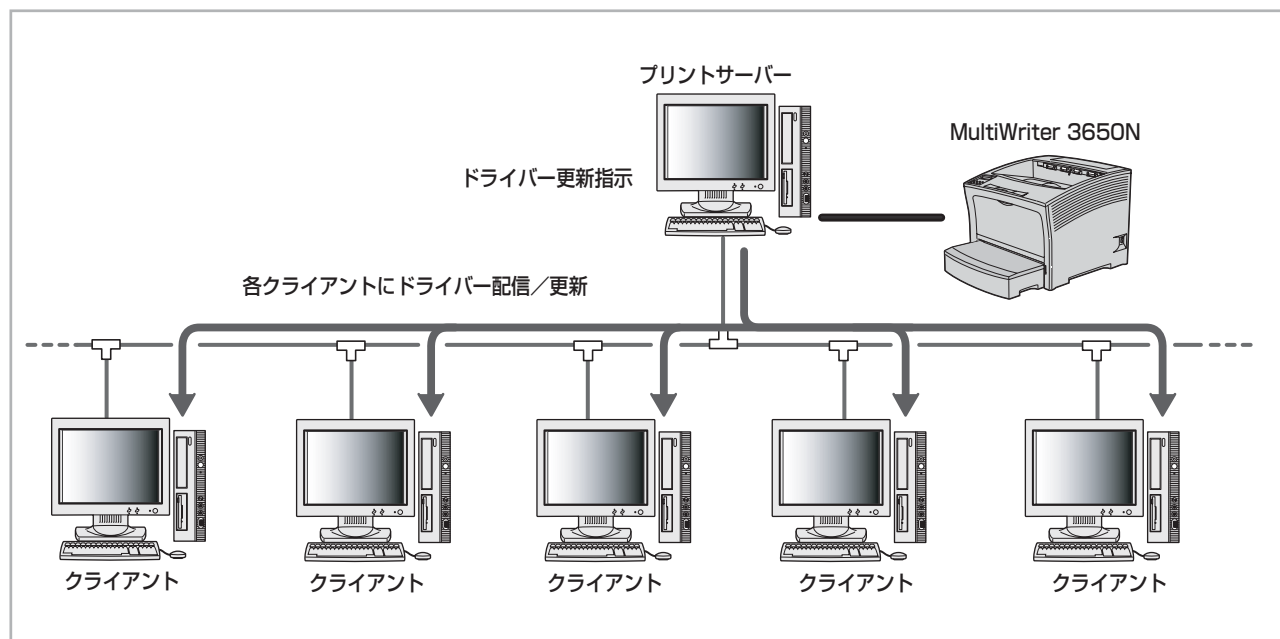 プリントサーバー
MultiWriter 3650N
ドライバー更新指示
各クライアントにドライバー配信／更新
クライアント
クライアント
クライアント
クライアント
クライアント